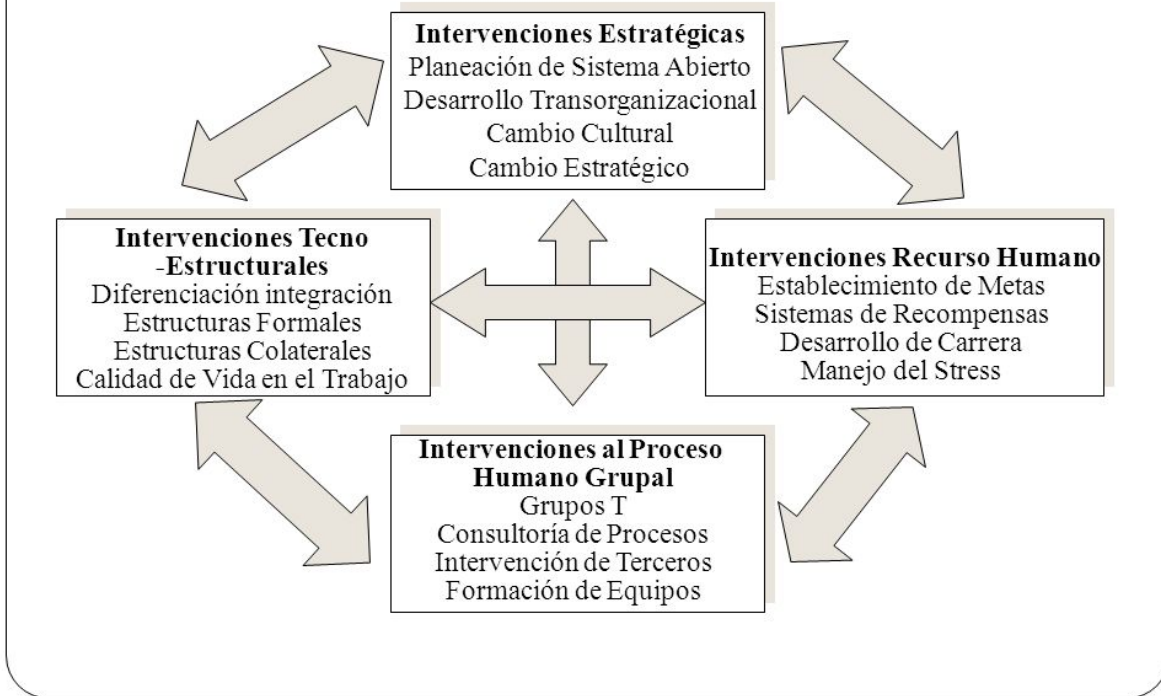 Intervenciones Estratégicas
Planeación de Sistema Abierto
Desarrollo Transorganizacional
Cambio Cultural
Cambio Estratégico
Intervenciones Tecno
-Estructurales
Diferenciación integración
Estructuras Formales
Estructuras Colaterales
Calidad de Vida en el Trabajo
Intervenciones Recurso Humano
Establecimiento de Metas
Sistemas de Recompensas
Desarrollo de Carrera
Manejo del Stress
Intervenciones al Proceso
Humano Grupal
Grupos T
Consultoría de Procesos
Intervención de Terceros
Formación de Equipos